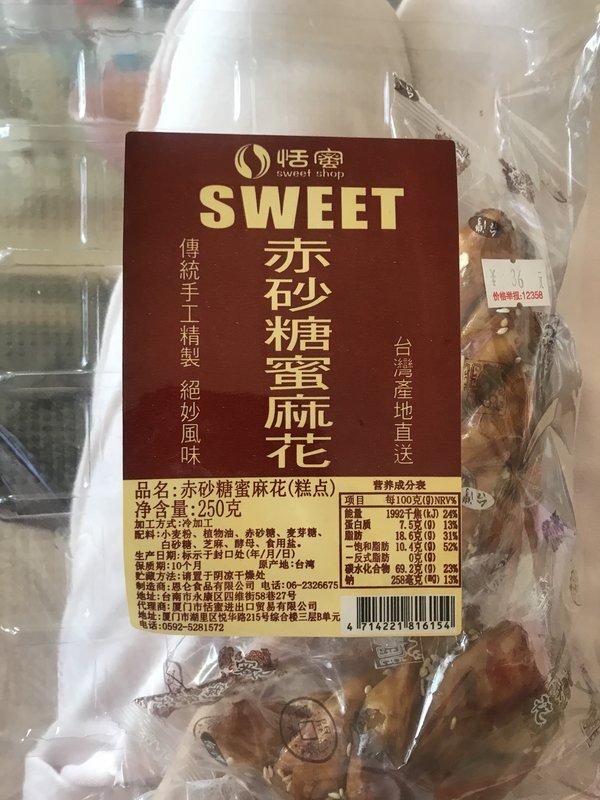 恬蜜
sweet shop
SWEET
赤砂糖蜜麻花
傳統手工精製 絕妙風味
台灣產地直送
¥ 36 元
价格举报:12358
品名:赤砂糖蜜麻花(糕点)
净含量:250克
加工方式:冷加工
配料:小麦粉、植物油、赤砂糖、麦芽糖、
白砂糖、芝麻、酵母、食用盐。
生产日期:标示于封口处(年/月/日)
保质期:10个月 原产地:台湾
贮藏方法:请置于阴凉干燥处
制造商:恩仑食品有限公司 电话:06-2326675
地址:台南市永康区四维街58巷27号
代理商:厦门市恬蜜进出口贸易有限公司
地址:厦门市湖里区悦华路215号综合楼三层B单元
电话:0592-5281572
营养成分表
项目 每100克(g) NRV%
能量 1992千焦(kJ) 24%
蛋白质 7.5克(g) 13%
脂肪 18.6克(g) 31%
—饱和脂肪 10.4克(g) 52%
—反式脂肪 0克(g)
碳水化合物 69.2克(g) 23%
钠 258毫克(mg) 13%
4 714221 816154